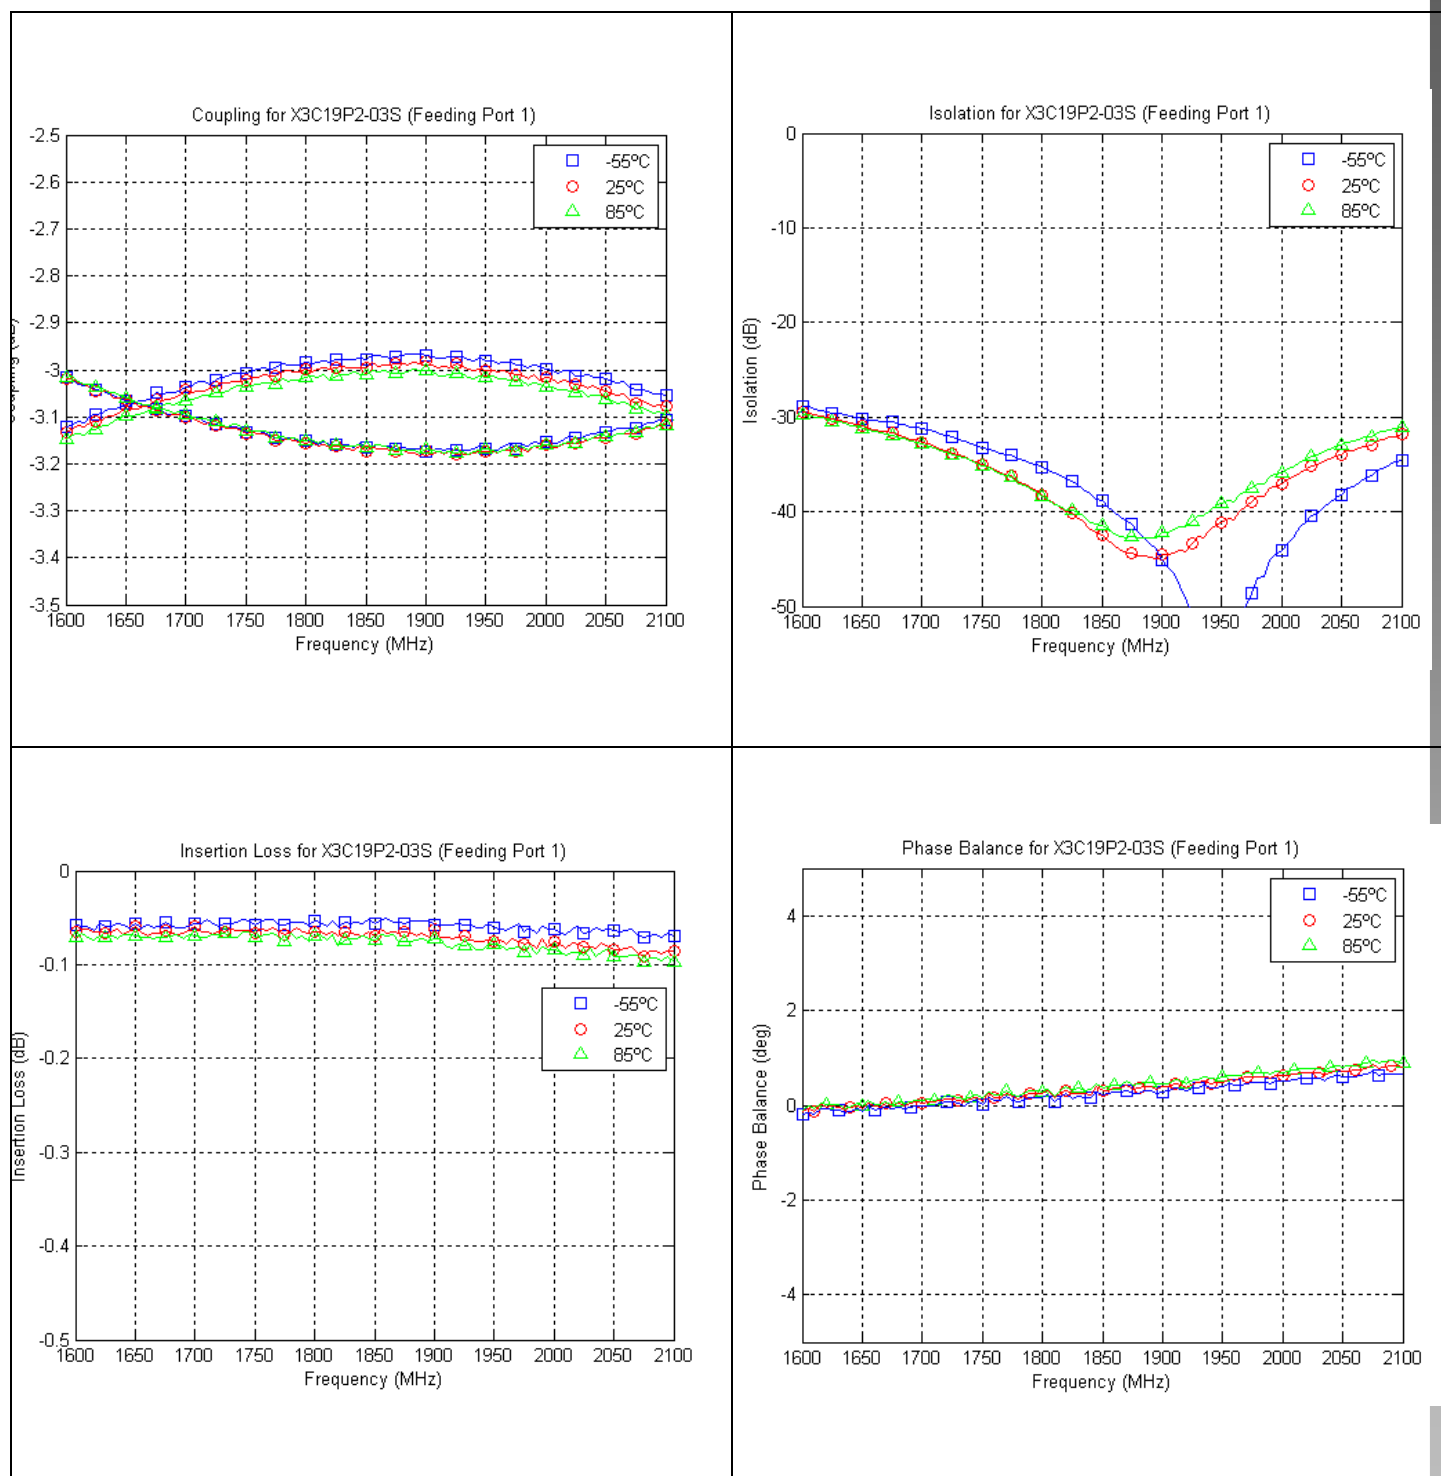 Coupling for X3C19P2-03S (Feeding Port 1)
-2.5
-2.6
-2.7
-2.8
-2.9
-3
-3.1
-3.2
-3.3
-3.4
-3.5
1600 1650 1700 1750 1800 1850 1900 1950 2000 2050 2100
Frequency (MHz)
-55ºC
25ºC
85ºC
Isolation for X3C19P2-03S (Feeding Port 1)
0
-10
-20
-30
-40
-50
Isolation (dB)
1600 1650 1700 1750 1800 1850 1900 1950 2000 2050 2100
Frequency (MHz)
-55ºC
25ºC
85ºC
Insertion Loss for X3C19P2-03S (Feeding Port 1)
0
-0.1
-0.2
-0.3
-0.4
-0.5
Insertion Loss (dB)
1600 1650 1700 1750 1800 1850 1900 1950 2000 2050 2100
Frequency (MHz)
-55ºC
25ºC
85ºC
Phase Balance for X3C19P2-03S (Feeding Port 1)
4
2
0
-2
-4
Phase Balance (deg)
1600 1650 1700 1750 1800 1850 1900 1950 2000 2050 2100
Frequency (MHz)
-55ºC
25ºC
85ºC